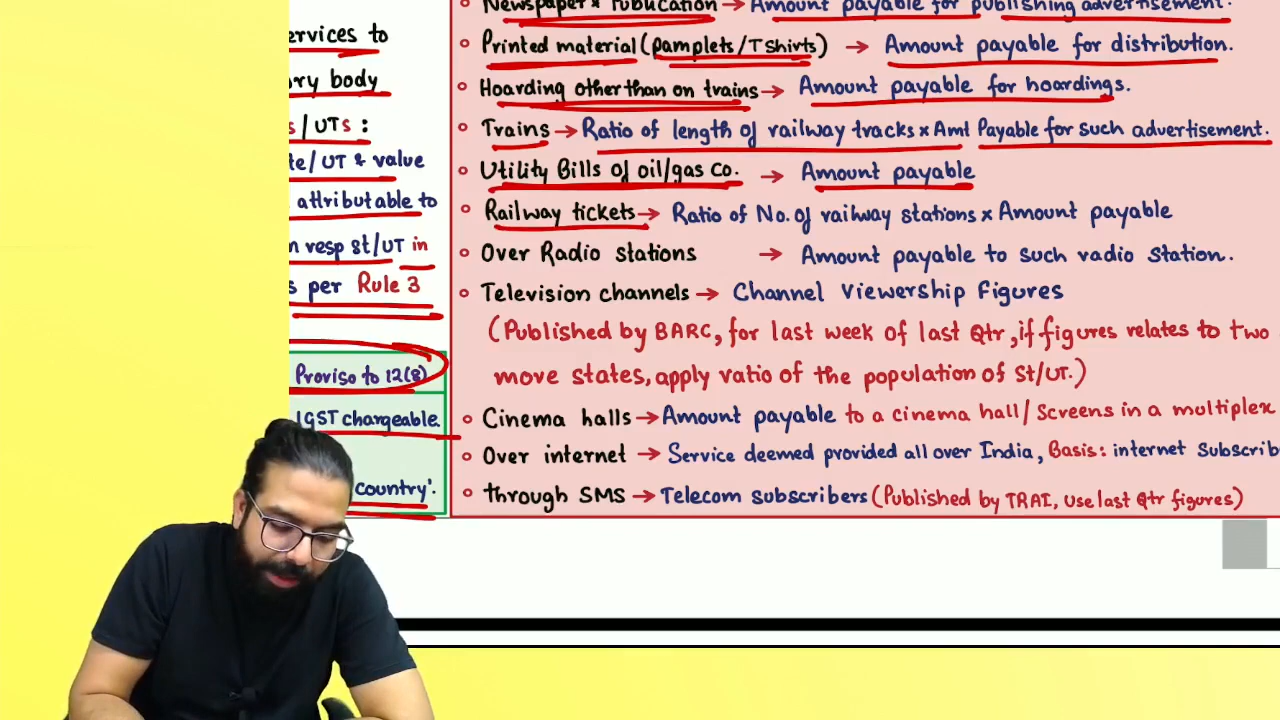 ervices to
ory body
s/UTs :
te/UT & value
attributable to
n resp st/UT in
s per Rule 3
Proviso to 12(8)
IGST chargeable
country'.
Newspaper & Publication → Amount payable for publishing advertisement.
Printed material (pamplets/T Shirts) → Amount payable for distribution.
Hoarding other than on trains → Amount payable for hoardings.
Trains → Ratio of length of railway tracks × Amt Payable for such advertisement.
Utility Bills of oil/gas Co. → Amount payable
Railway tickets → Ratio of No. of railway stations × Amount payable
Over Radio stations → Amount payable to such radio station.
Television channels → Channel Viewership Figures
(Published by BARC, for last week of last Qtr, if figures relates to two
more states, apply ratio of the population of St/UT.)
Cinema halls → Amount payable to a cinema hall/Screens in a multiplex
Over internet → Service deemed provided all over India, Basis: internet Subscrib
through SMS → Telecom subscribers (Published by TRAI, Use last Qtr figures)